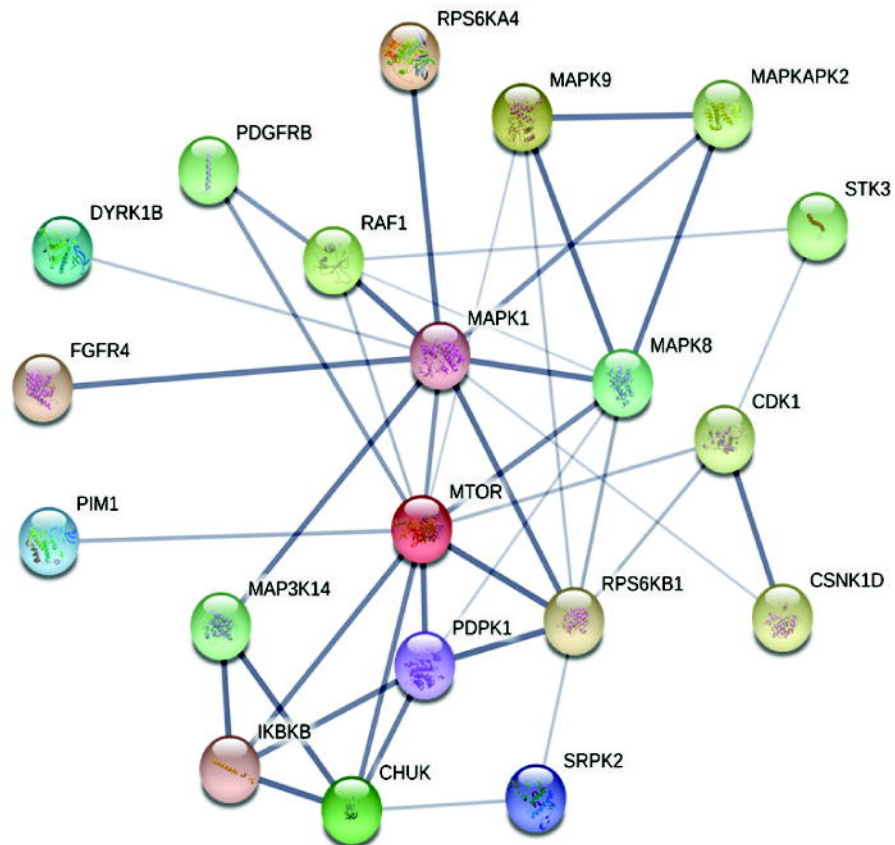 RPS6KA4
MAPK9
MAPKAPK2
PDGFRB
STK3
DYRK1B
RAF1
MAPK1
FGFR4
MAPK8
CDK1
MTOR
PIM1
MAP3K14
RPS6KB1
CSNK1D
PDPK1
IKBKB
CHUK
SRPK2